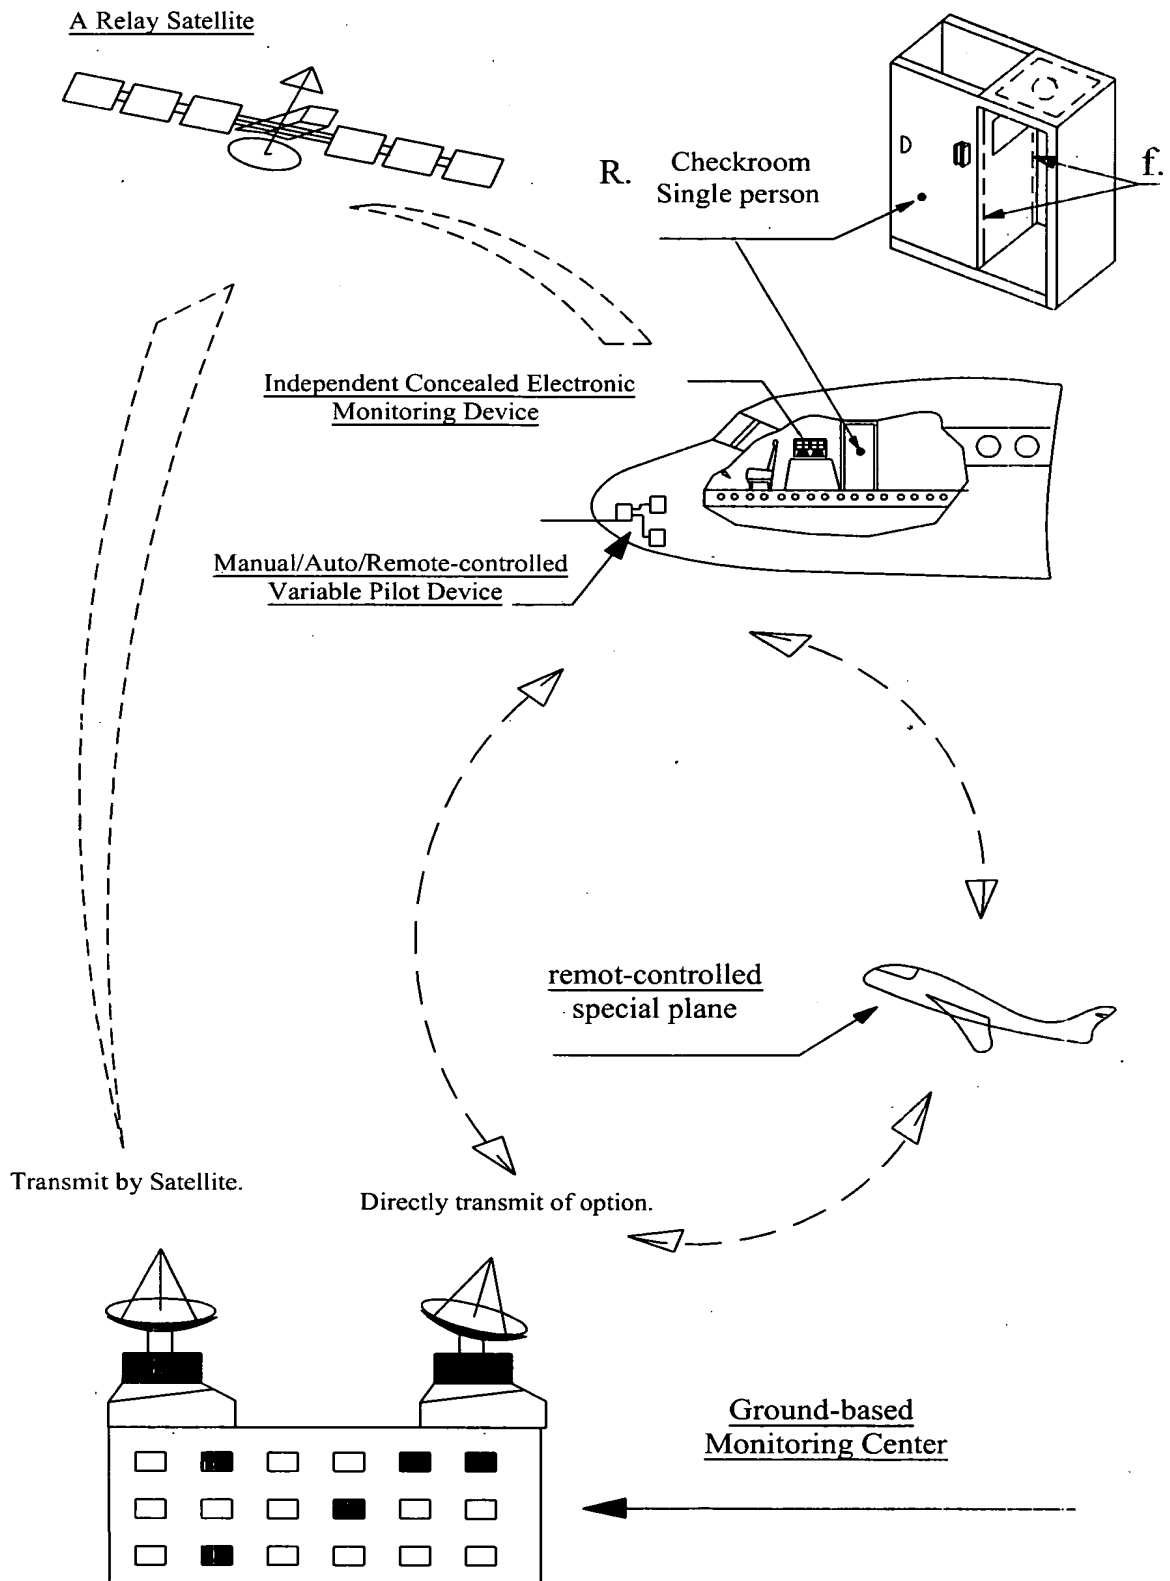 A Relay Satellite
R.
Checkroom
Single person
f.
Independent Concealed Electronic
Monitoring Device
Manual/Auto/Remote-controlled
Variable Pilot Device
remot-controlled
special plane
Transmit by Satellite.
Directly transmit of option.
Ground-based
Monitoring Center